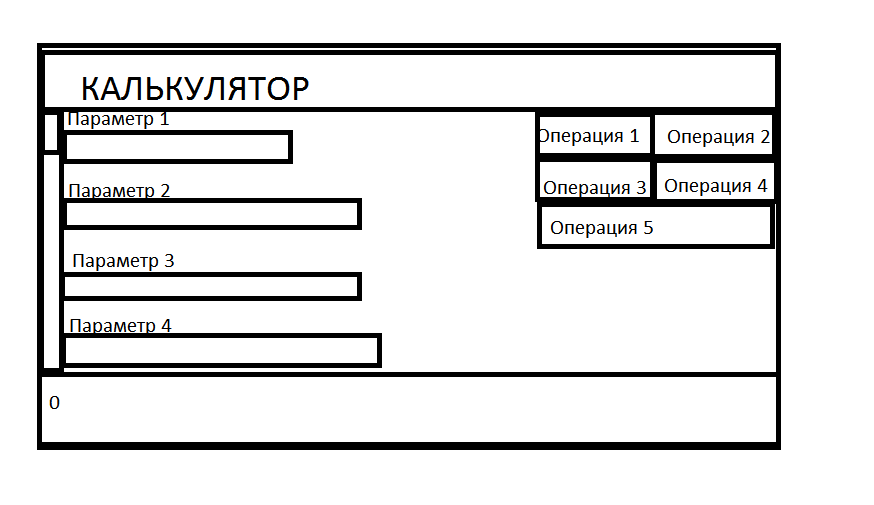 КАЛЬКУЛЯТОР
Параметр 1
Операция 1
Операция 2
Параметр 2
Операция 3
Операция 4
Операция 5
Параметр 3
Параметр 4
0